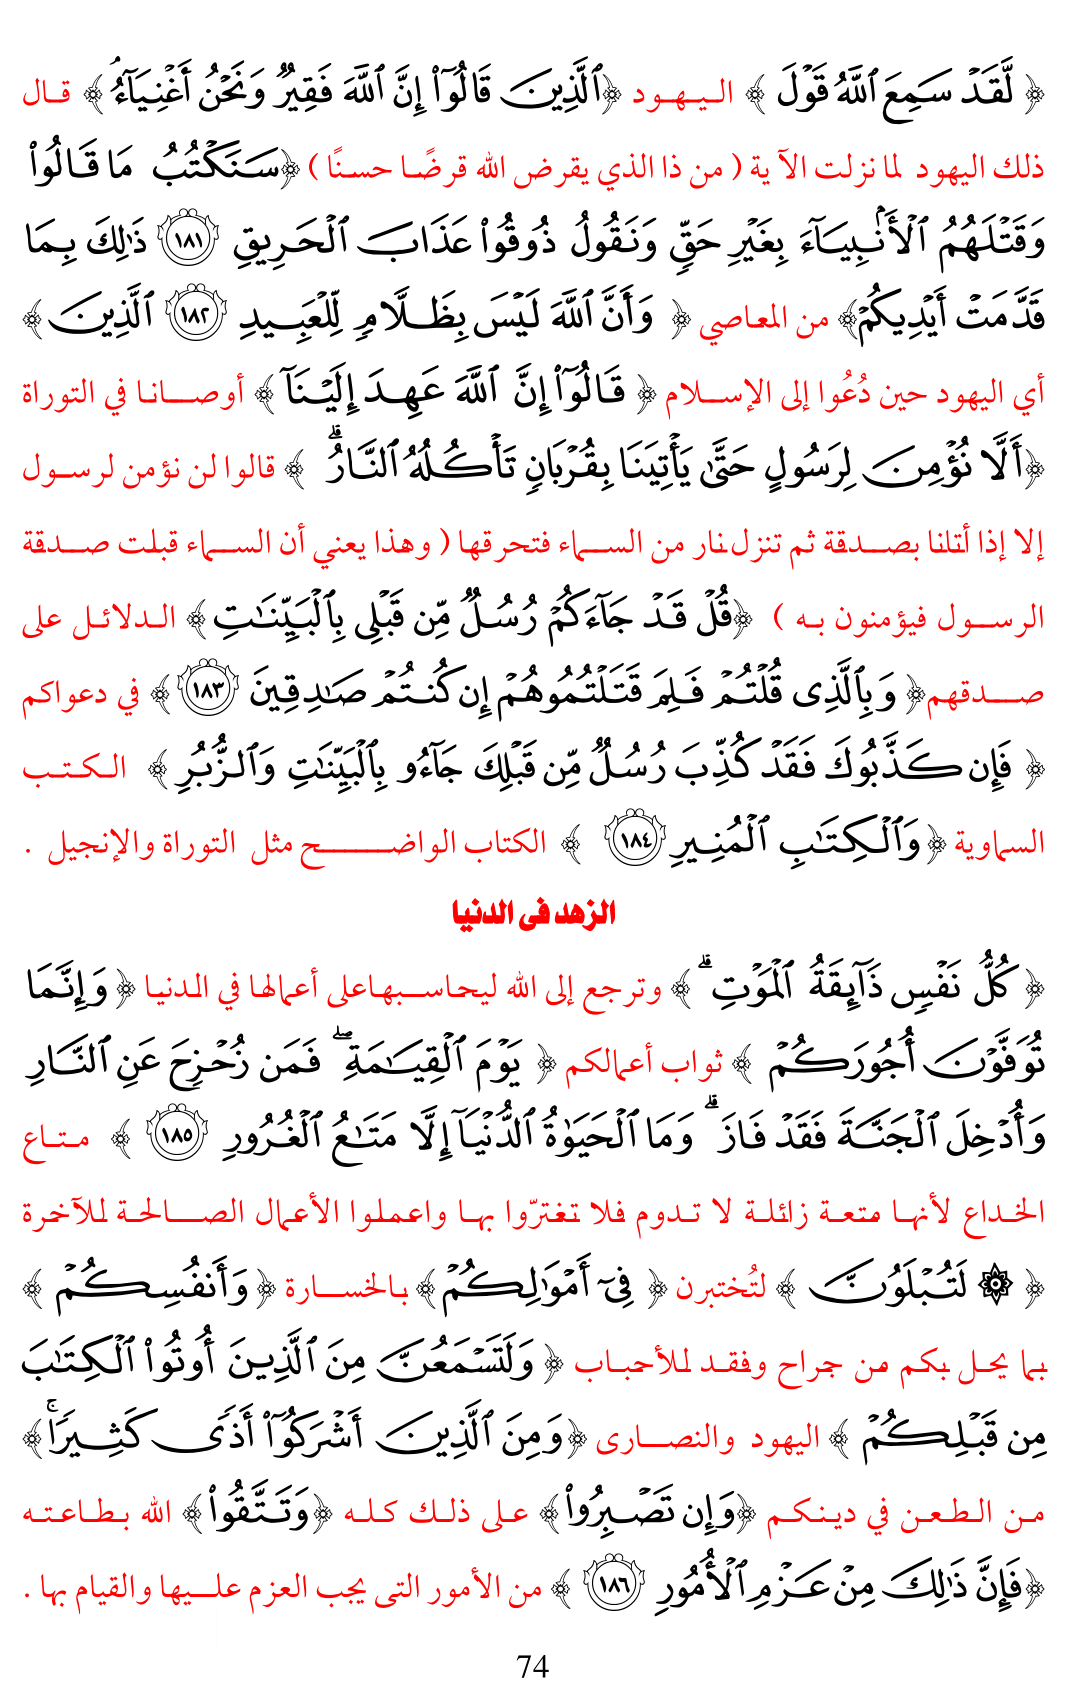 ﴿ لَّقَدْ سَمِعَ ٱللَّهُ قَوْلَ ﴾ اليهود ﴿ٱلَّذِينَ قَالُوٓا۟ إِنَّ ٱللَّهَ فَقِيرٌ وَنَحْنُ أَغْنِيَآءُ ۘ﴾ قال
ذلك اليهود لما نزلت الآية ( من ذا الذي يقرض الله قرضًا حسنًا ) ﴿سَنَكْتُبُ مَا قَالُوا۟
وَقَتْلَهُمُ ٱلْأَنۢبِيَآءَ بِغَيْرِ حَقٍّ وَنَقُولُ ذُوقُوا۟ عَذَابَ ٱلْحَرِيقِ ١٨١ ذَٰلِكَ بِمَا
قَدَّمَتْ أَيْدِيكُمْ﴾ من المعاصي ﴿ وَأَنَّ ٱللَّهَ لَيْسَ بِظَلَّامٍ لِّلْعَبِيدِ ١٨٢ ٱلَّذِينَ ﴾
أي اليهود حين دُعُوا إلى الإسلام ﴿ قَالُوٓا۟ إِنَّ ٱللَّهَ عَهِدَ إِلَيْنَآ ﴾ أوصانا في التوراة
﴿أَلَّا نُؤْمِنَ لِرَسُولٍ حَتَّىٰ يَأْتِيَنَا بِقُرْبَانٍ تَأْكُلُهُ ٱلنَّارُ ۗ ﴾ قالوا لن نؤمن لرسول
إلا إذا أتانا بصدقة ثم تنزل نار من السماء فتحرقها ( وهذا يعني أن السماء قبلت صدقة
الرسول فيؤمنون به ) ﴿قُلْ قَدْ جَآءَكُمْ رُسُلٌ مِّن قَبْلِى بِٱلْبَيِّنَٰتِ ﴾ الدلائل على
صدقهم﴿ وَبِٱلَّذِى قُلْتُمْ فَلِمَ قَتَلْتُمُوهُمْ إِن كُنتُمْ صَٰدِقِينَ ١٨٣ ﴾ في دعواكم
﴿ فَإِن كَذَّبُوكَ فَقَدْ كُذِّبَ رُسُلٌ مِّن قَبْلِكَ جَآءُو بِٱلْبَيِّنَٰتِ وَٱلزُّبُرِ ﴾ الكتب
السماوية ﴿ وَٱلْكِتَٰبِ ٱلْمُنِيرِ ١٨٤ ﴾ الكتاب الواضح مثل التوراة والإنجيل .
الزهد فى الدنيا
﴿ كُلُّ نَفْسٍ ذَآئِقَةُ ٱلْمَوْتِ ۗ ﴾ وترجع إلى الله ليحاسبهاعلى أعمالها في الدنيا ﴿ وَإِنَّمَا
تُوَفَّوْنَ أُجُورَكُمْ ﴾ ثواب أعمالكم ﴿ يَوْمَ ٱلْقِيَٰمَةِ ۖ فَمَن زُحْزِحَ عَنِ ٱلنَّارِ
وَأُدْخِلَ ٱلْجَنَّةَ فَقَدْ فَازَ ۗ وَمَا ٱلْحَيَوٰةُ ٱلدُّنْيَآ إِلَّا مَتَٰعُ ٱلْغُرُورِ ١٨٥ ﴾ متاع
الخداع لأنها متعة زائلة لا تدوم فلا تغترّوا بها واعملوا الأعمال الصالحة للآخرة
﴿ ۞ لَتُبْلَوُنَّ ﴾ لتُختبرن ﴿ فِىٓ أَمْوَٰلِكُمْ ﴾ بالخسارة ﴿ وَأَنفُسِكُمْ ﴾
بما يحل بكم من جراح وفقد للأحباب ﴿ وَلَتَسْمَعُنَّ مِنَ ٱلَّذِينَ أُوتُوا۟ ٱلْكِتَٰبَ
مِن قَبْلِكُمْ ﴾ اليهود والنصارى ﴿وَمِنَ ٱلَّذِينَ أَشْرَكُوٓا۟ أَذًى كَثِيرًا ۚ﴾
من الطعن في دينكم ﴿وَإِن تَصْبِرُوا۟﴾ على ذلك كله ﴿وَتَتَّقُوا۟﴾ الله بطاعته
﴿فَإِنَّ ذَٰلِكَ مِنْ عَزْمِ ٱلْأُمُورِ ١٨٦ ﴾ من الأمور التى يجب العزم عليها والقيام بها .
74